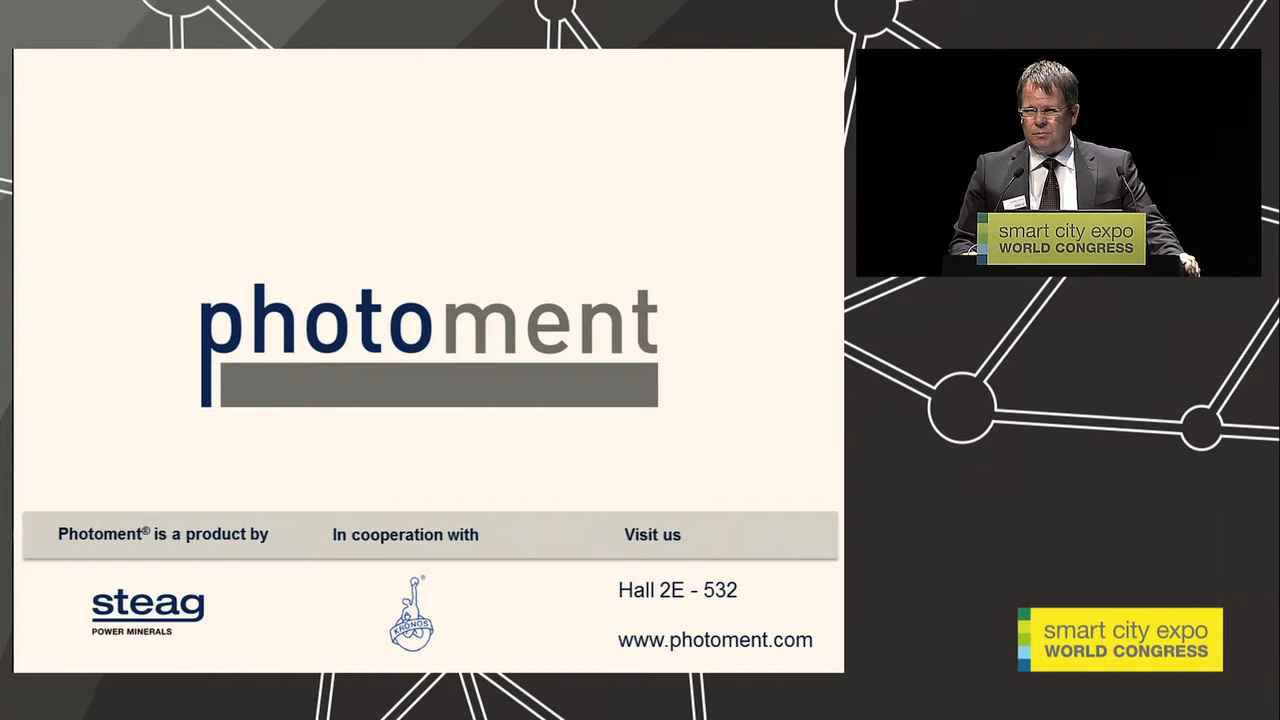 photoment
Photoment® is a product by
In cooperation with
Visit us
steag
POWER MINERALS
KRONOS
®
Hall 2E - 532
www.photoment.com
smart city expo
WORLD CONGRESS
smart city expo
WORLD CONGRESS